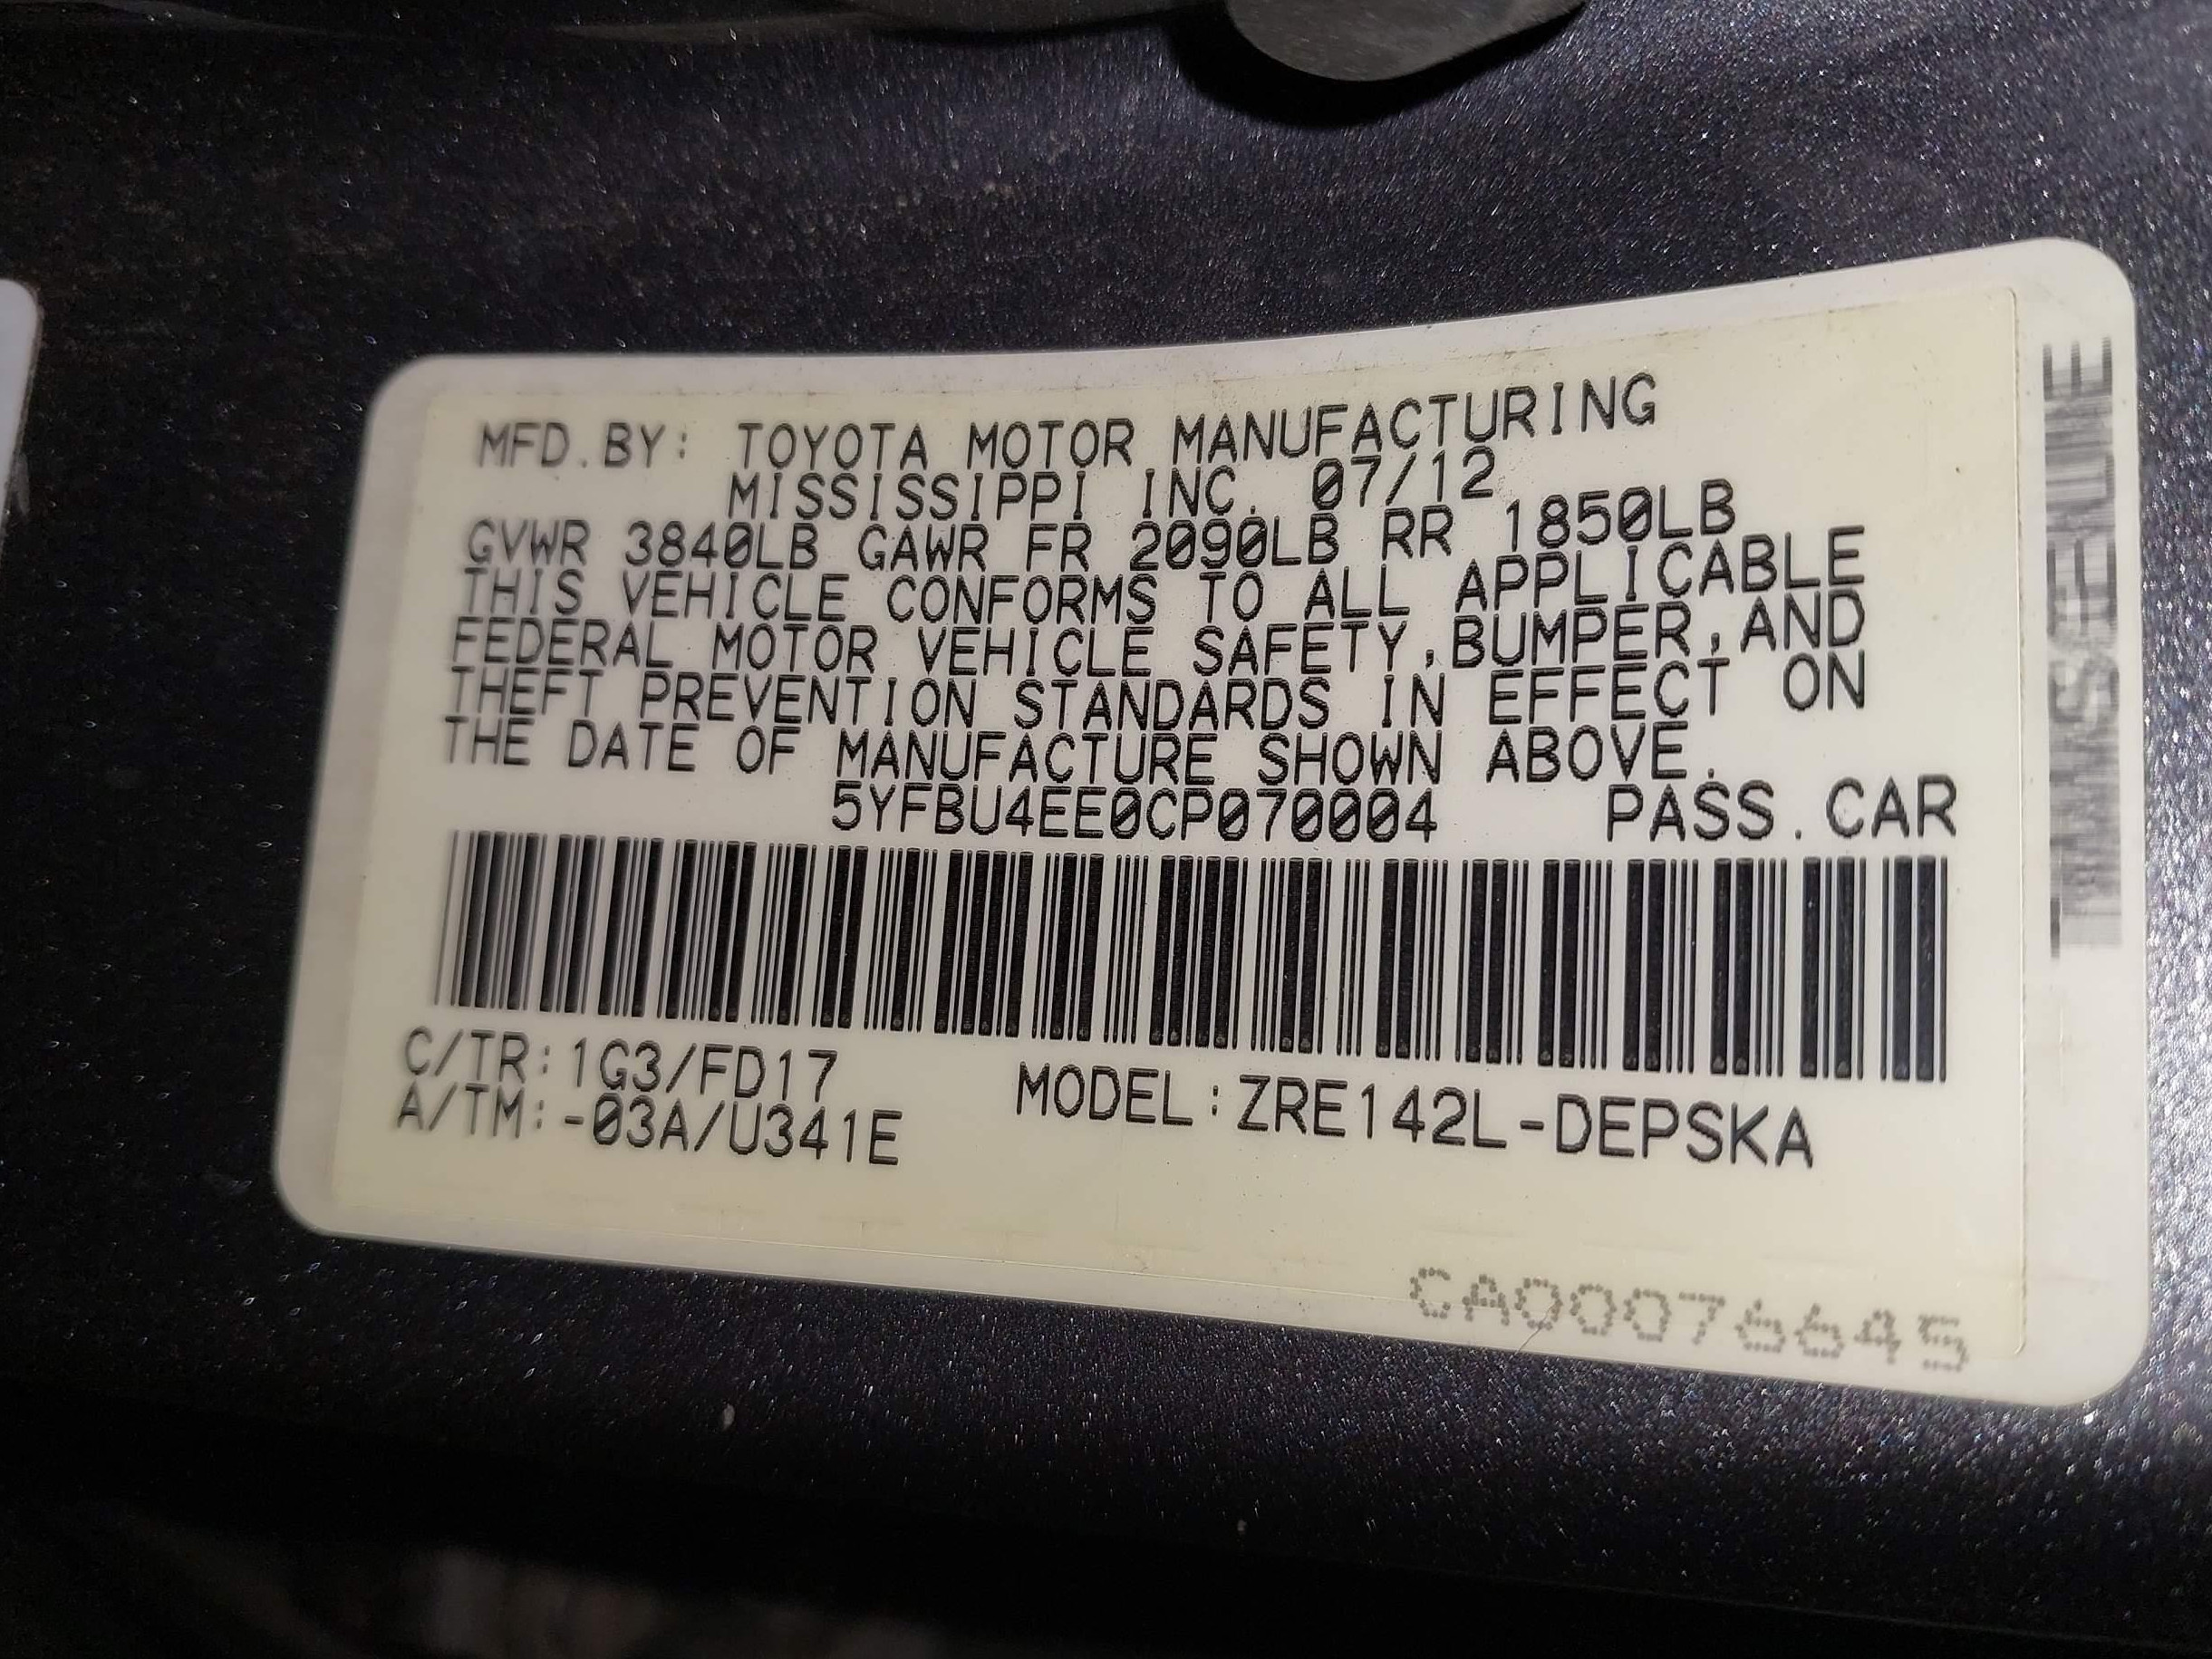 MFD.BY: TOYOTA MOTOR MANUFACTURING
MISSISSIPPI INC. 07/12
GVWR 3840LB GAWR FR 2090LB RR 1850LB
THIS VEHICLE CONFORMS TO ALL APPLICABLE
FEDERAL MOTOR VEHICLE SAFETY,BUMPER,AND
THEFT PREVENTION STANDARDS IN EFFECT ON
THE DATE OF MANUFACTURE SHOWN ABOVE.
5YFBU4EE0CP070004 PASS.CAR
C/TR:1G3/FD17
A/TM:-03A/U341E
MODEL:ZRE142L-DEPSKA
CA00076645